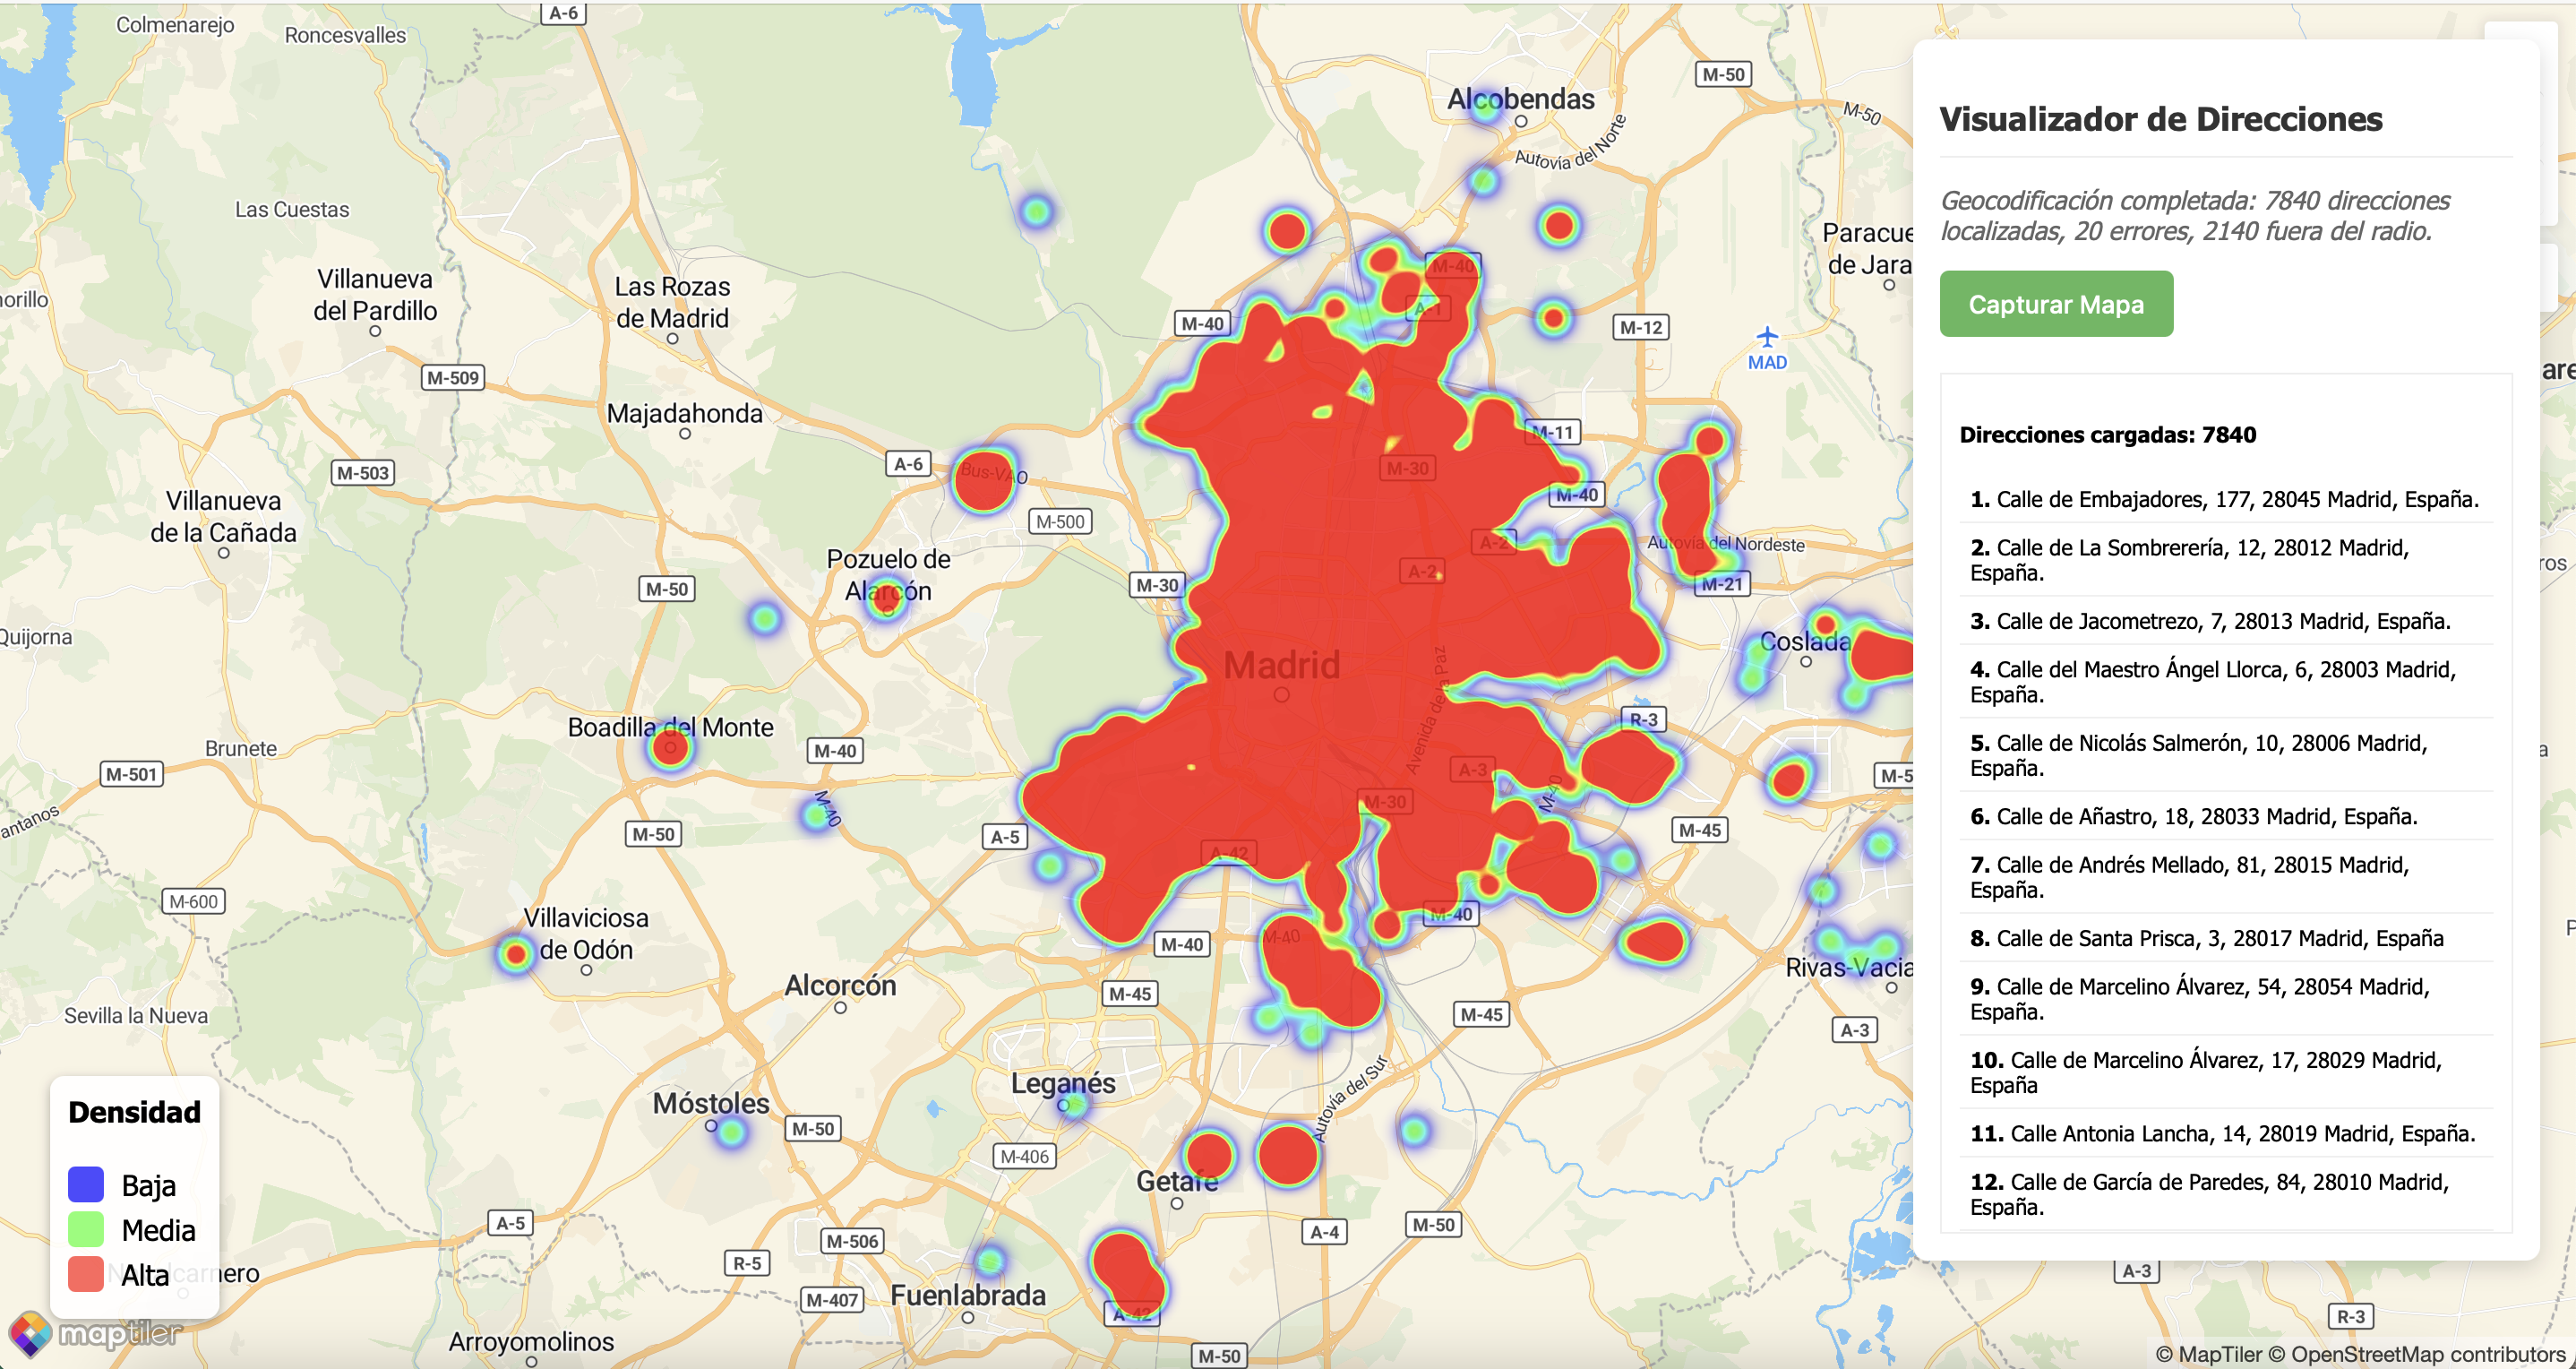 Colmenarejo
Roncesvalles
A-6
M-50
Alcobendas
M-50
Autovía del Norte
Las Cuestas
Paracue
de Jara
Villanueva
del Pardillo
Las Rozas
de Madrid
orillo
M-40
M-40
A-1
M-12
MAD
M-509
Majadahonda
M-11
A-6
Bus-VAO
M-30
M-503
M-40
Villanueva
de la Cañada
M-500
A-2
Autovía del Nordeste
Pozuelo de
Alarcón
M-50
M-30
A-2
M-21
Quijorna
Coslada
Madrid
Avenida de la Paz
R-3
Boadilla del Monte
Brunete
M-40
M-501
A-3
M-5
M-40
antanos
M-40
M-30
M-50
A-5
M-45
A-42
M-600
Villaviciosa
de Odón
M-40
M-40
M-40
Rivas-Vacia
Alcorcón
M-45
Sevilla la Nueva
M-45
A-3
Autovía del Sur
Leganés
Móstoles
M-50
M-406
Getafe
A-5
A-4
M-50
M-506
R-5
nero
Fuenlabrada
M-407
A-42
Arroyomolinos
M-50
A-3
R-3
are
ros
a
Visualizador de Direcciones
Geocodificación completada: 7840 direcciones
localizadas, 20 errores, 2140 fuera del radio.
Capturar Mapa
Direcciones cargadas: 7840
1. Calle de Embajadores, 177, 28045 Madrid, España.
2. Calle de La Sombrerería, 12, 28012 Madrid,
España.
3. Calle de Jacometrezo, 7, 28013 Madrid, España.
4. Calle del Maestro Ángel Llorca, 6, 28003 Madrid,
España.
5. Calle de Nicolás Salmerón, 10, 28006 Madrid,
España.
6. Calle de Añastro, 18, 28033 Madrid, España.
7. Calle de Andrés Mellado, 81, 28015 Madrid,
España.
8. Calle de Santa Prisca, 3, 28017 Madrid, España
9. Calle de Marcelino Álvarez, 54, 28054 Madrid,
España.
10. Calle de Marcelino Álvarez, 17, 28029 Madrid,
España
11. Calle Antonia Lancha, 14, 28019 Madrid, España.
12. Calle de García de Paredes, 84, 28010 Madrid,
España.
Densidad
Baja
Media
Alta
maptiler
© MapTiler © OpenStreetMap contributors